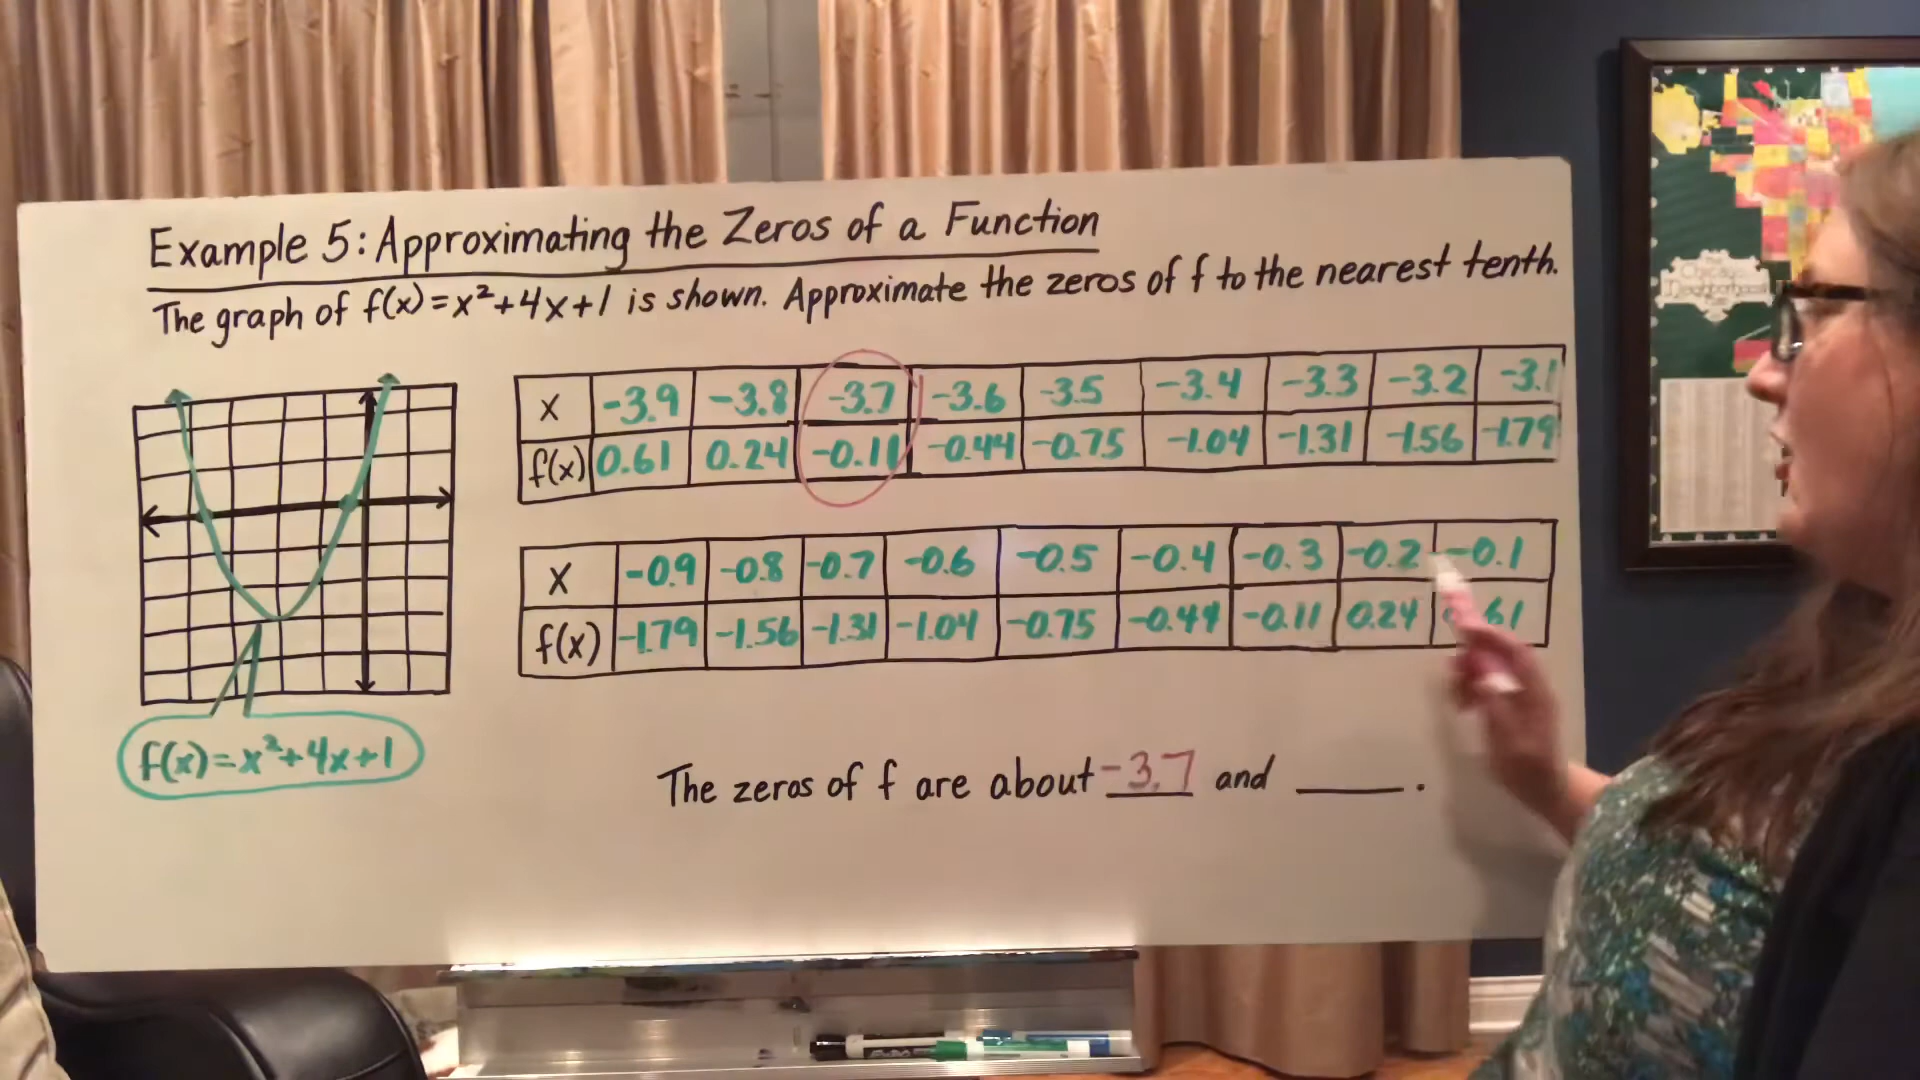 Example 5: Approximating the Zeros of a Function
The graph of f(x)=x²+4x+1 is shown. Approximate the zeros of f to the nearest tenth.
x -3.9 -3.8 -3.7 -3.6 -3.5 -3.4 -3.3 -3.2 -3.1
f(x) 0.61 0.24 -0.11 -0.44 -0.75 -1.04 -1.31 -1.56 -1.79
x -0.9 -0.8 -0.7 -0.6 -0.5 -0.4 -0.3 -0.2 -0.1
f(x) -1.79 -1.56 -1.31 -1.04 -0.75 -0.44 -0.11 0.24 61
f(x)=x²+4x+1
The zeros of f are about -3.7 and ____.
Chicago
Neighborhood